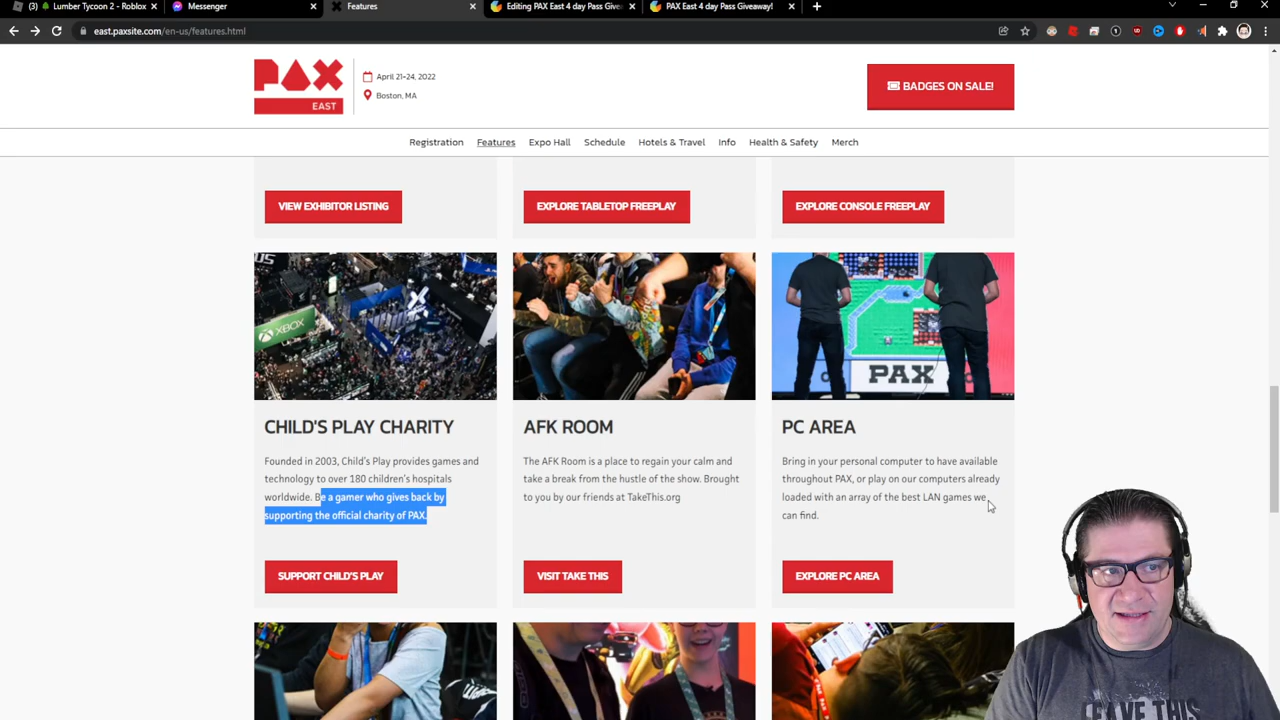 Lumber Tycoon 2 - Roblox
Messenger
Features
Editing PAX East 4 day Pass Give
PAX East 4 day Pass Giveaway!
east.paxsite.com/en-us/features.html
PAX
EAST
April 21-24, 2022
Boston, MA
BADGES ON SALE!
Registration
Features
Expo Hall
Schedule
Hotels & Travel
Info
Health & Safety
Merch
VIEW EXHIBITOR LISTING
EXPLORE TABLETOP FREEPLAY
EXPLORE CONSOLE FREEPLAY
XBOX
PAX
CHILD'S PLAY CHARITY
Founded in 2003, Child's Play provides games and
technology to over 180 children's hospitals
worldwide. Be a gamer who gives back by
supporting the official charity of PAX.
SUPPORT CHILD'S PLAY
AFK ROOM
The AFK Room is a place to regain your calm and
take a break from the hustle of the show. Brought
to you by our friends at TakeThis.org
VISIT TAKE THIS
PC AREA
Bring in your personal computer to have available
throughout PAX, or play on our computers already
loaded with an array of the best LAN games we
can find.
EXPLORE PC AREA
LEAVE THIS